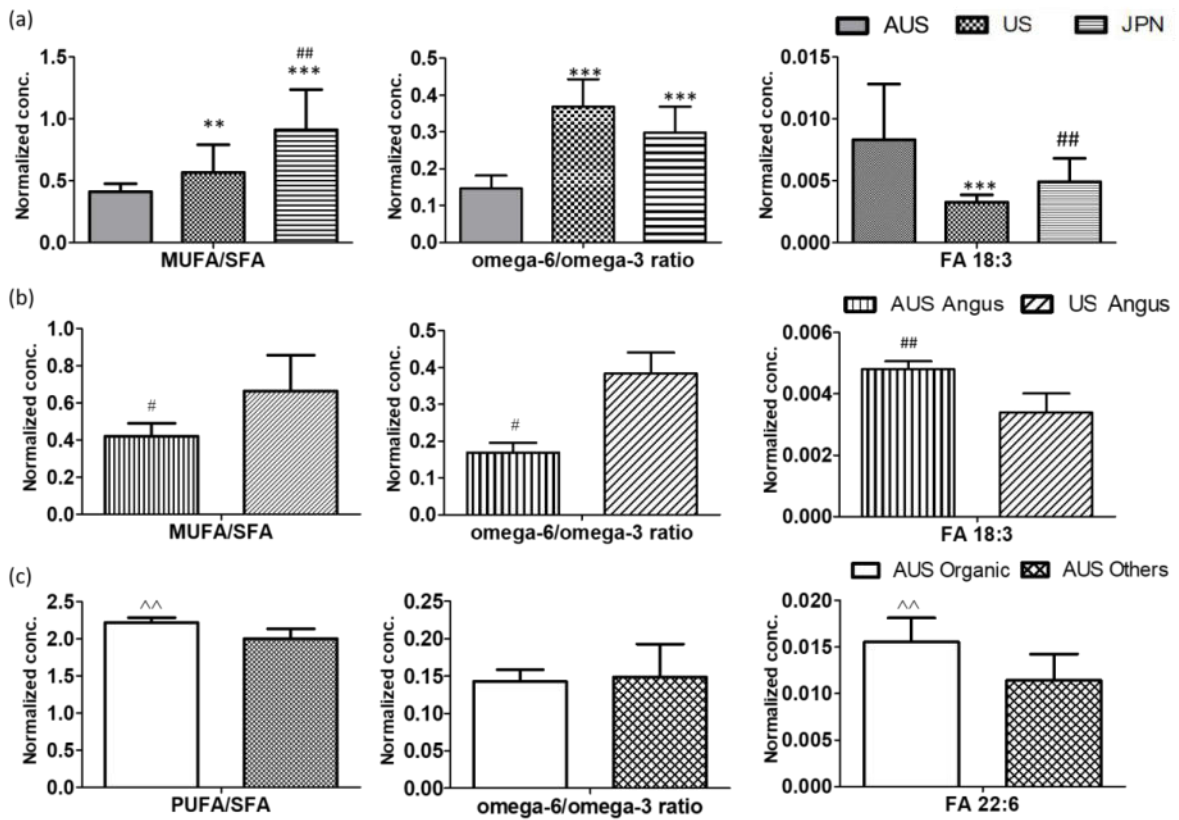 (a)
AUS US JPN
Normalized conc.
1.5
1.0
0.5
0.0
**
##
***
MUFA/SFA
Normalized conc.
0.5
0.4
0.3
0.2
0.1
0.0
***
***
omega-6/omega-3 ratio
Normalized conc.
0.015
0.010
0.005
0.000
***
##
FA 18:3
(b)
AUS Angus US Angus
Normalized conc.
1.0
0.8
0.6
0.4
0.2
0.0
#
MUFA/SFA
Normalized conc.
0.5
0.4
0.3
0.2
0.1
0.0
#
omega-6/omega-3 ratio
Normalized conc.
0.006
0.004
0.002
0.000
##
FA 18:3
(c)
AUS Organic AUS Others
Normalized conc.
2.5
2.0
1.5
1.0
0.5
0.0
^^
PUFA/SFA
Normalized conc.
0.25
0.20
0.15
0.10
0.05
0.00
omega-6/omega-3 ratio
Normalized conc.
0.020
0.015
0.010
0.005
0.000
^^
FA 22:6